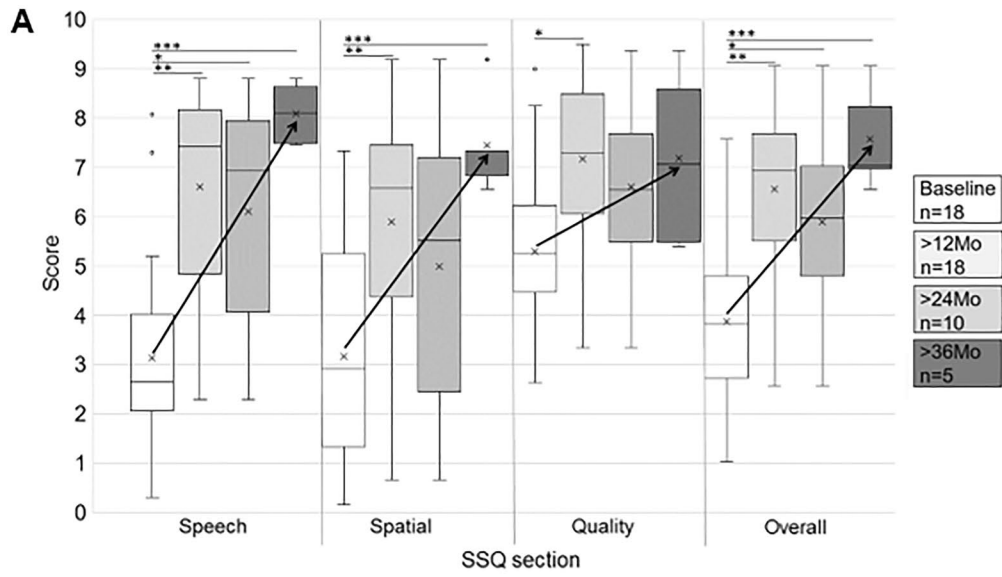 A
10
9
8
7
6
5
4
3
2
1
0
Score
***
*
**
***
**
*
***
*
**
Speech
Spatial
Quality
Overall
SSQ section
Baseline
n=18
>12Mo
n=18
>24Mo
n=10
>36Mo
n=5